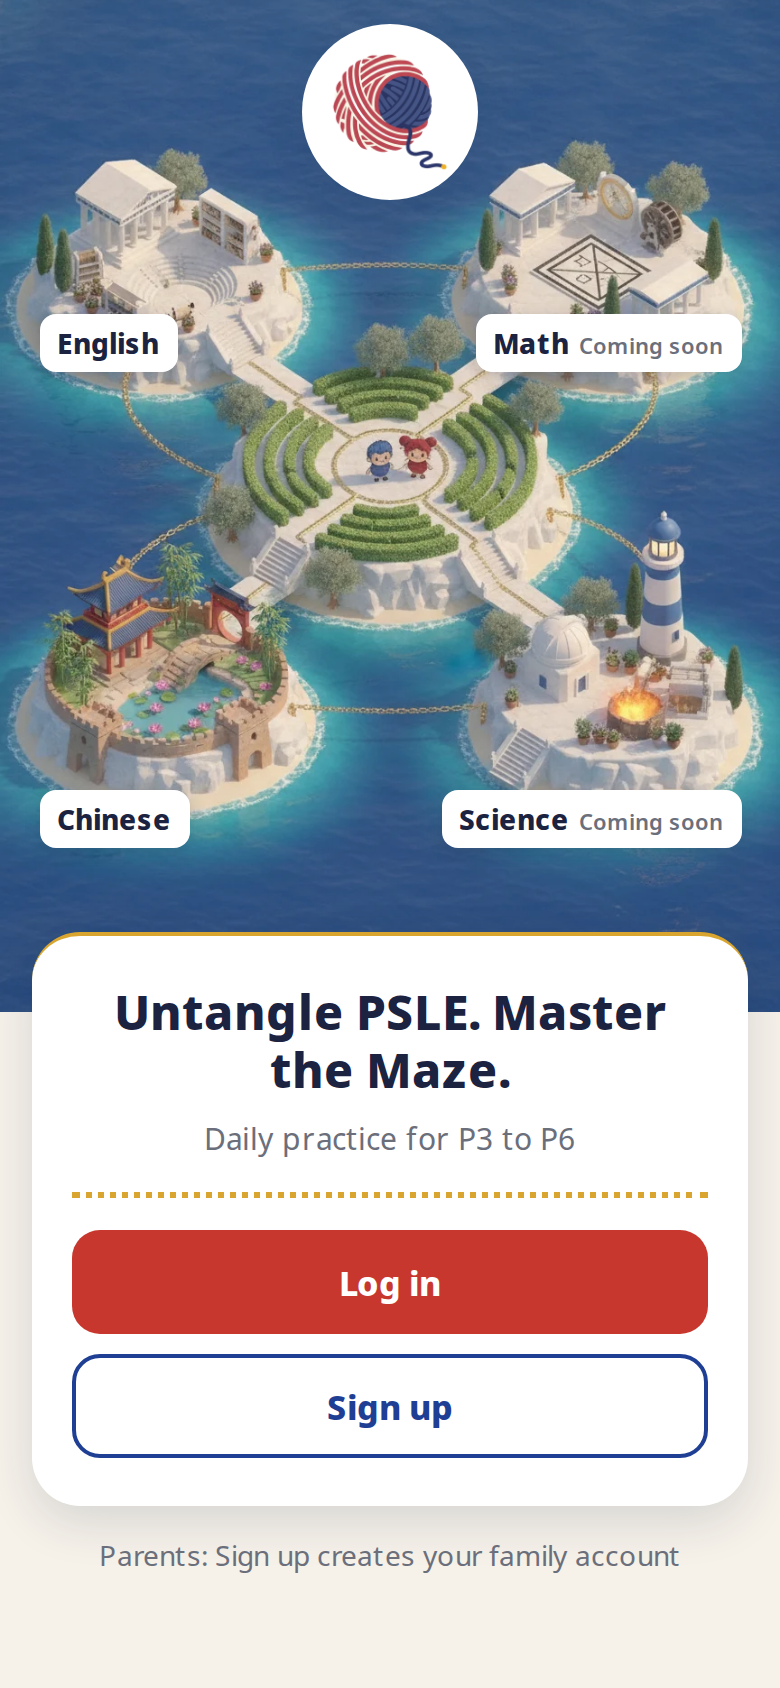 English
Math Coming soon
Chinese
Science Coming soon
Untangle PSLE. Master
the Maze.
Daily practice for P3 to P6
Log in
Sign up
Parents: Sign up creates your family account